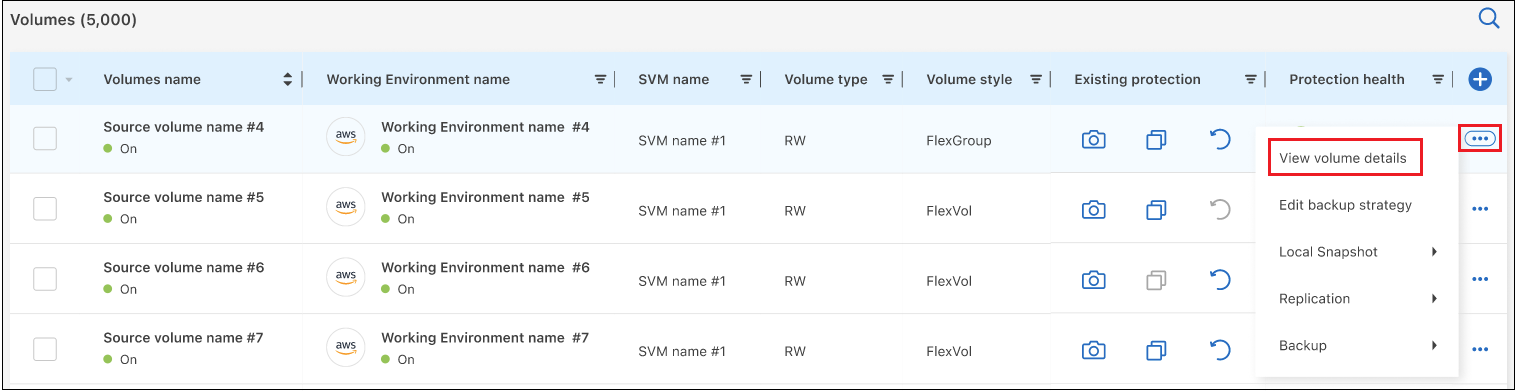 Volumes (5,000)
Volumes name Working Environment name SVM name Volume type Volume style Existing protection Protection health
Source volume name #4 aws Working Environment name #4 SVM name #1 RW FlexGroup
On On
View volume details
Source volume name #5 aws Working Environment name #5 SVM name #1 RW FlexVol
On On
Edit backup strategy
Source volume name #6 aws Working Environment name #6 SVM name #1 RW FlexVol
On On
Local Snapshot
Replication
Source volume name #7 aws Working Environment name #7 SVM name #1 RW FlexVol
On On
Backup